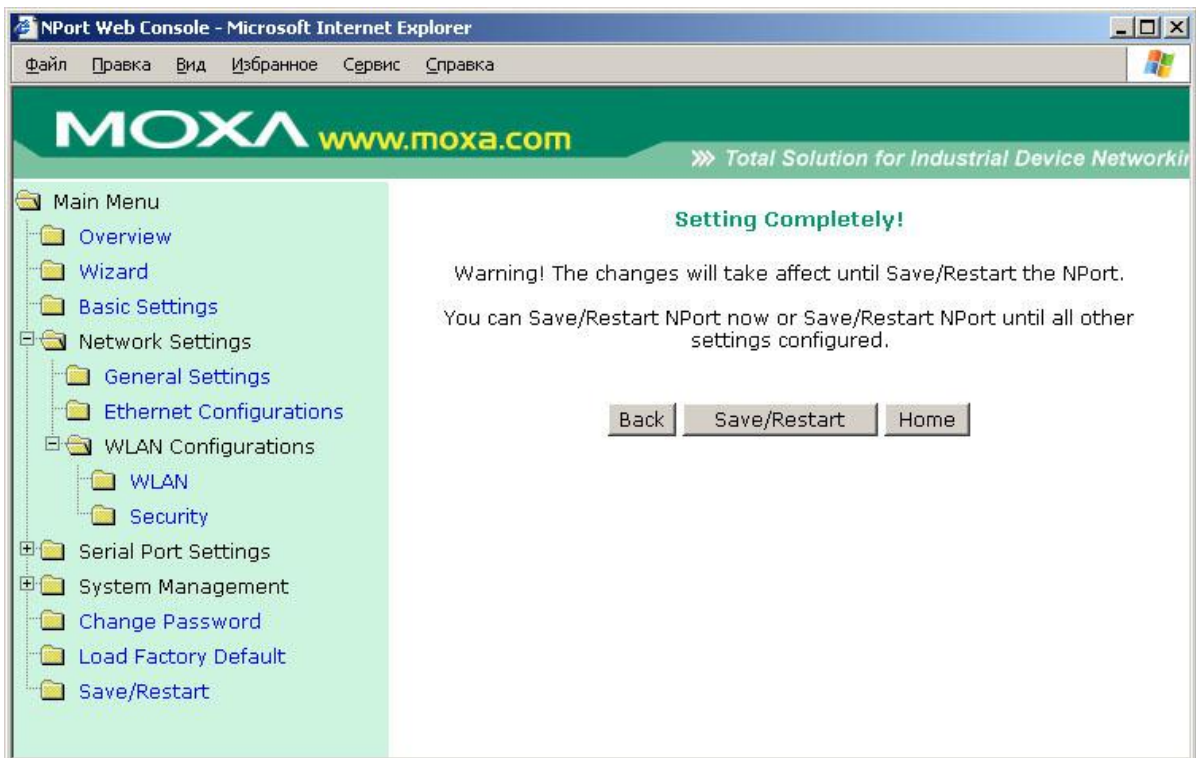 NPort Web Console - Microsoft Internet Explorer
Файл Правка Вид Избранное Сервис Справка
MOXA www.moxa.com
Total Solution for Industrial Device Networkin
Main Menu
Overview
Wizard
Basic Settings
Network Settings
General Settings
Ethernet Configurations
WLAN Configurations
WLAN
Security
Serial Port Settings
System Management
Change Password
Load Factory Default
Save/Restart
Setting Completely!
Warning! The changes will take affect until Save/Restart the NPort.
You can Save/Restart NPort now or Save/Restart NPort until all other
settings configured.
Back Save/Restart Home